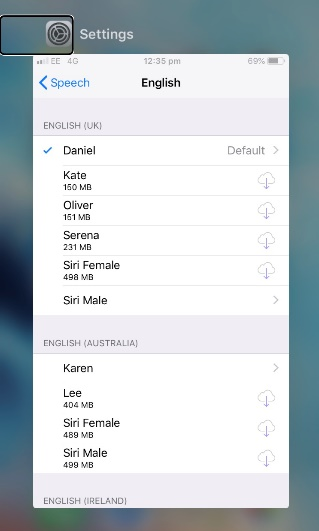 Settings
EE 4G 12:35 pm 69%
Speech English
ENGLISH (UK)
Daniel Default
Kate
150 MB
Oliver
151 MB
Serena
231 MB
Siri Female
498 MB
Siri Male
ENGLISH (AUSTRALIA)
Karen
Lee
404 MB
Siri Female
489 MB
Siri Male
499 MB
ENGLISH (IRELAND)